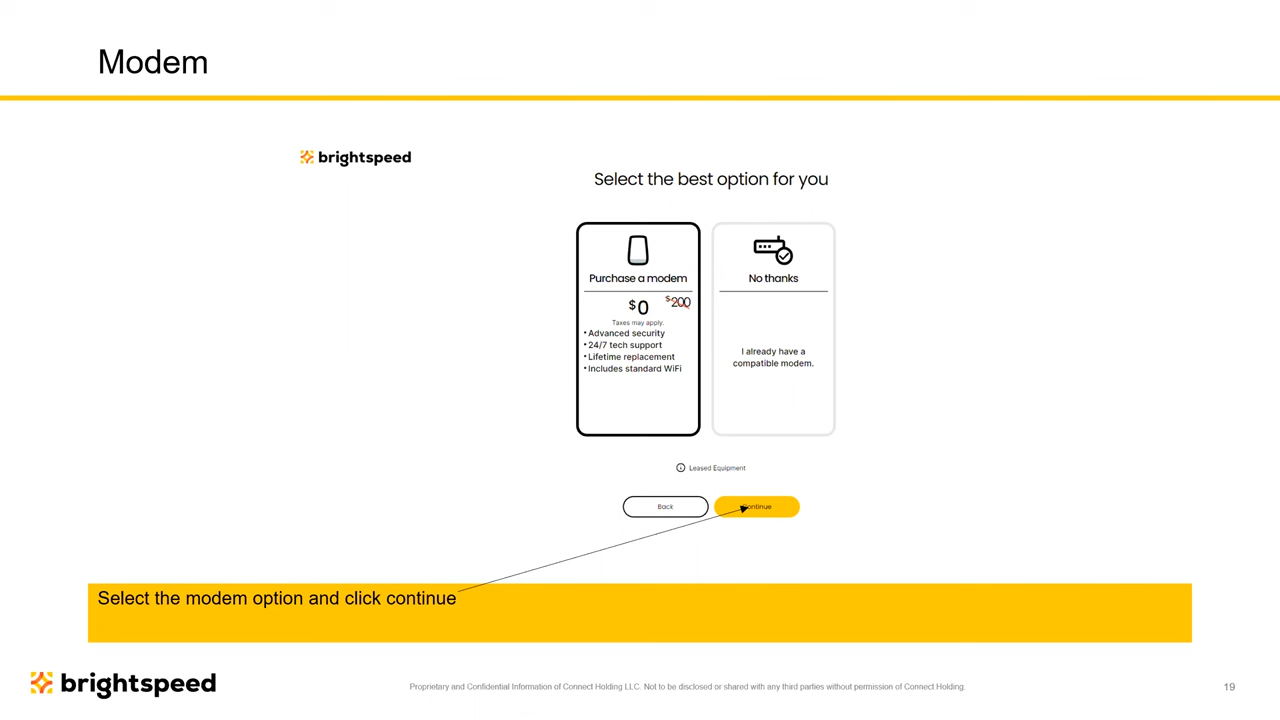 Modem
brightspeed
Select the best option for you
Purchase a modem
$0 $200
Taxes may apply.
• Advanced security
• 24/7 tech support
• Lifetime replacement
• Includes standard WiFi
No thanks
I already have a
compatible modem.
Leased Equipment
Back
Continue
Select the modem option and click continue
brightspeed
Proprietary and Confidential Information of Connect Holding LLC. Not to be disclosed or shared with any third parties without permission of Connect Holding.
19